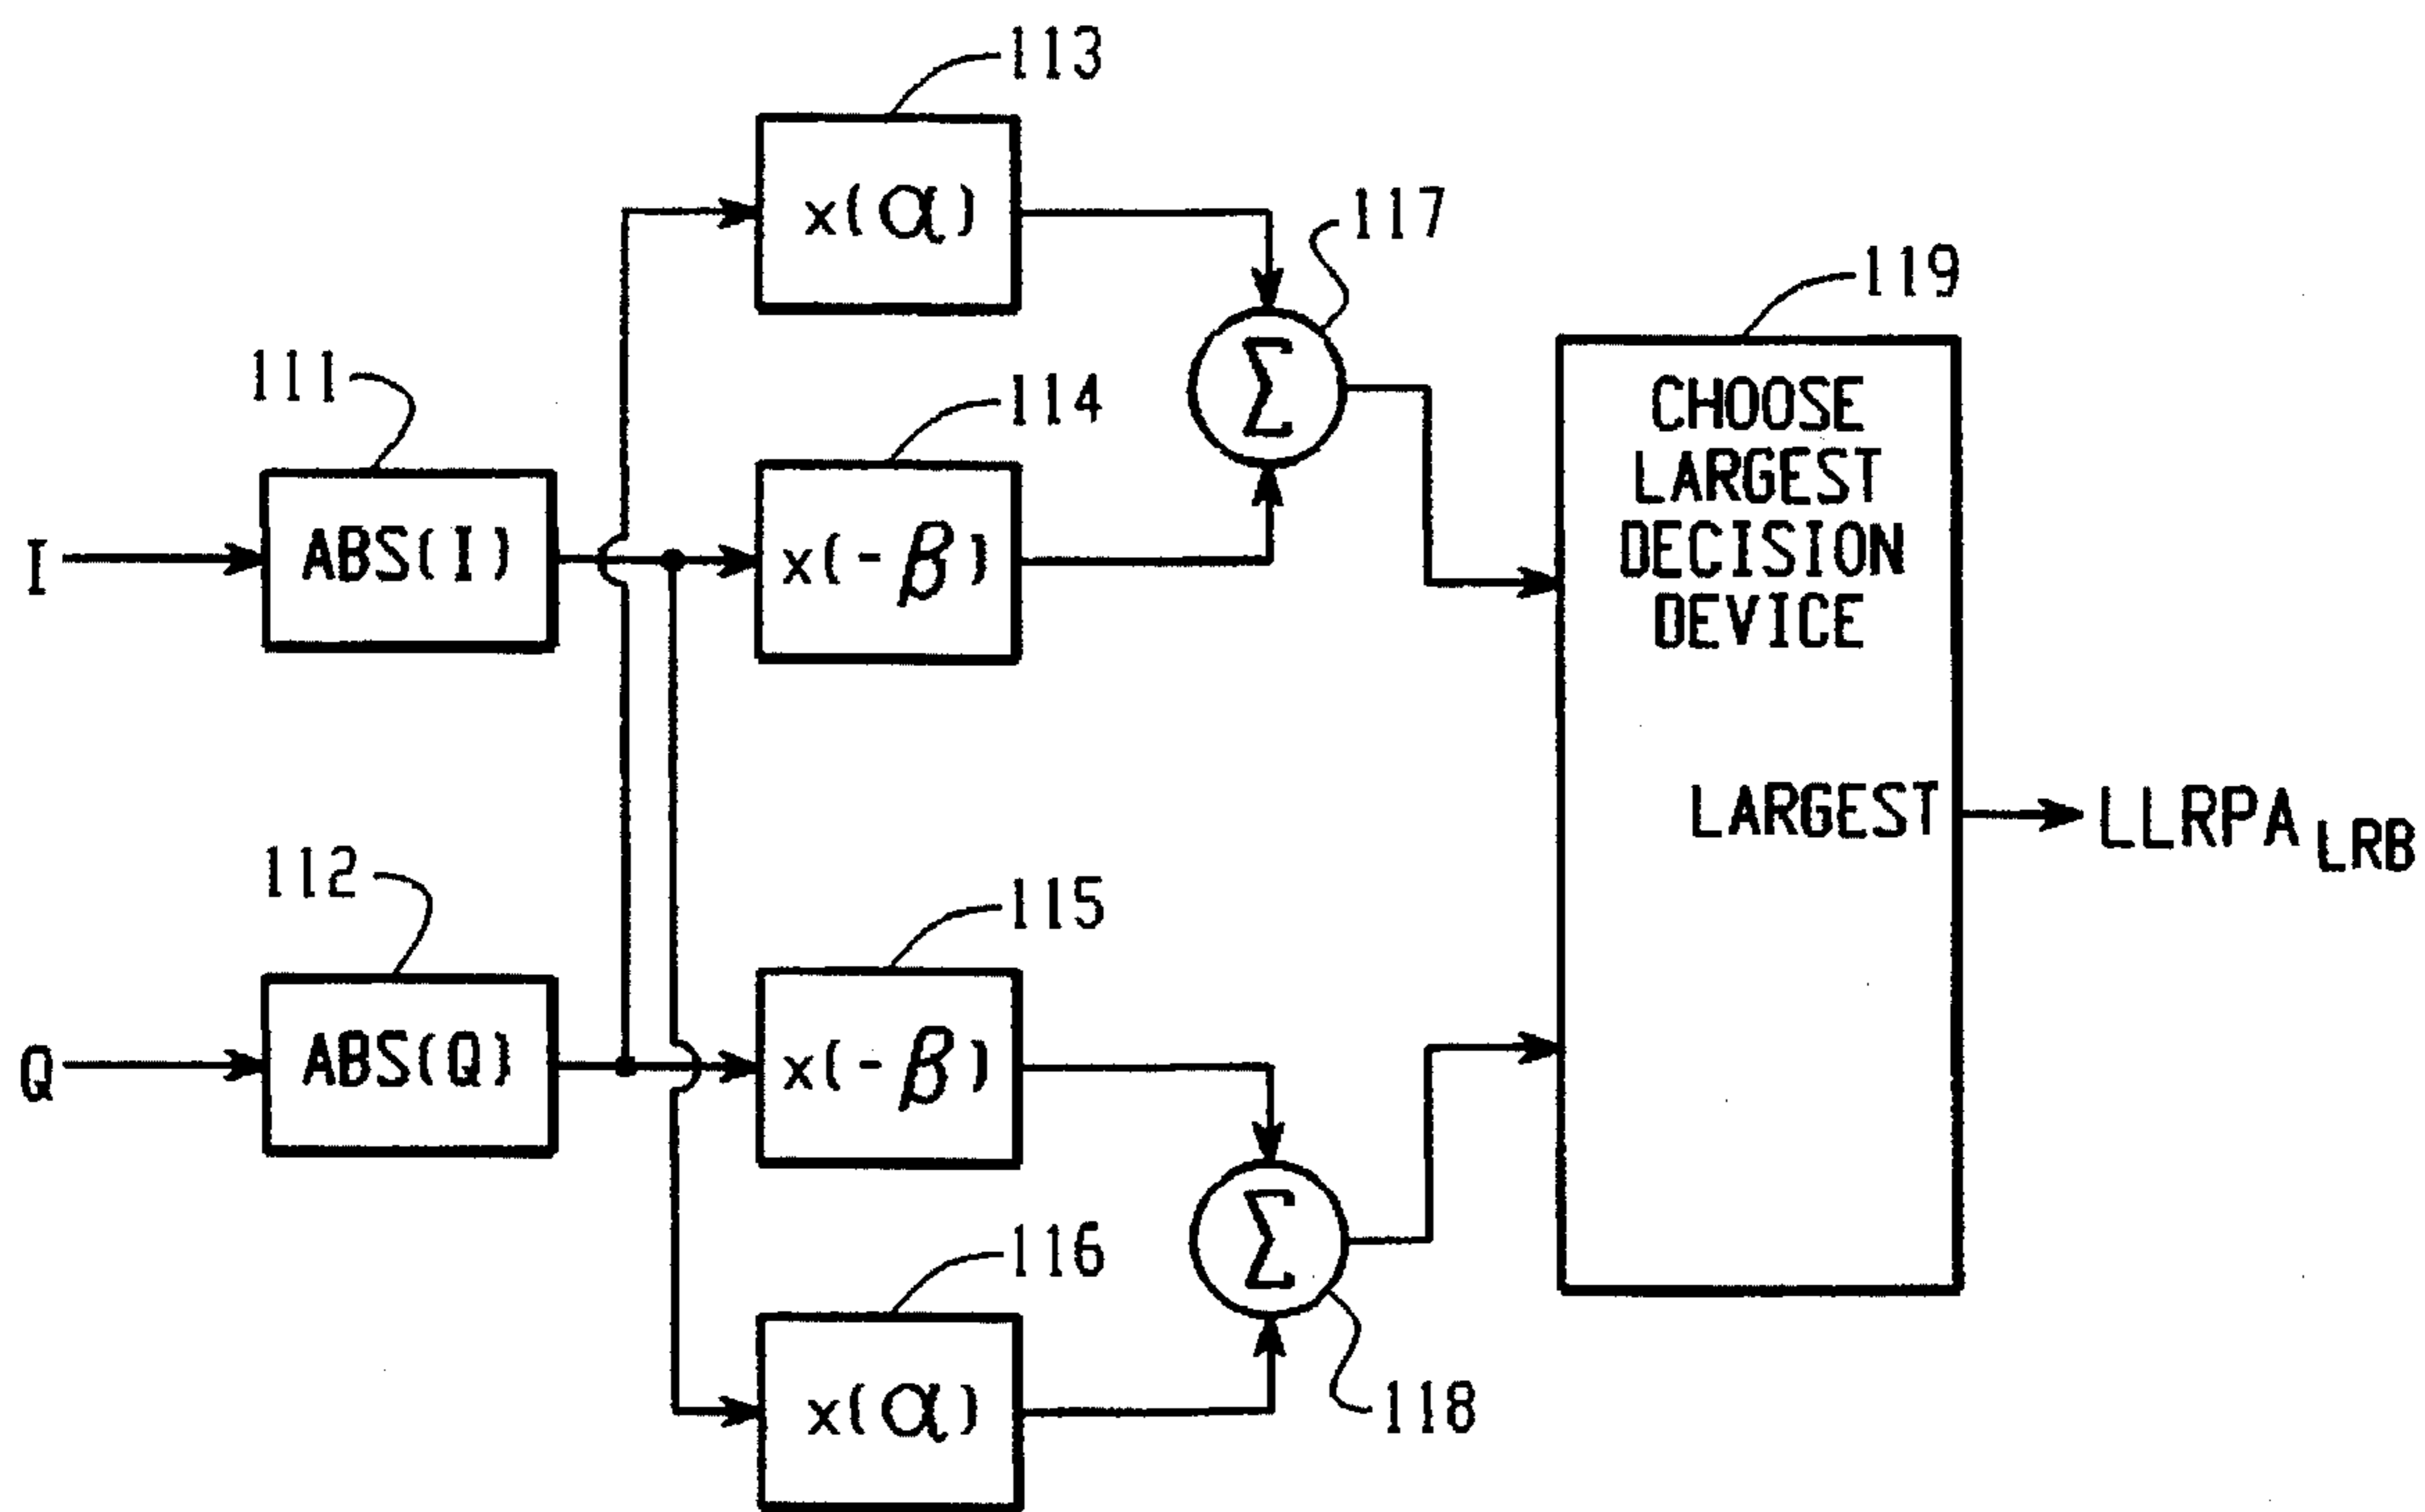 113
x(α)
117
119
111
114
CHOOSE
LARGEST
DECISION
DEVICE
I
ABS(I)
x(-β)
Σ
LARGEST
LLRPA LRB
112
115
Q
ABS(Q)
x(-β)
116
Σ
x(α)
118